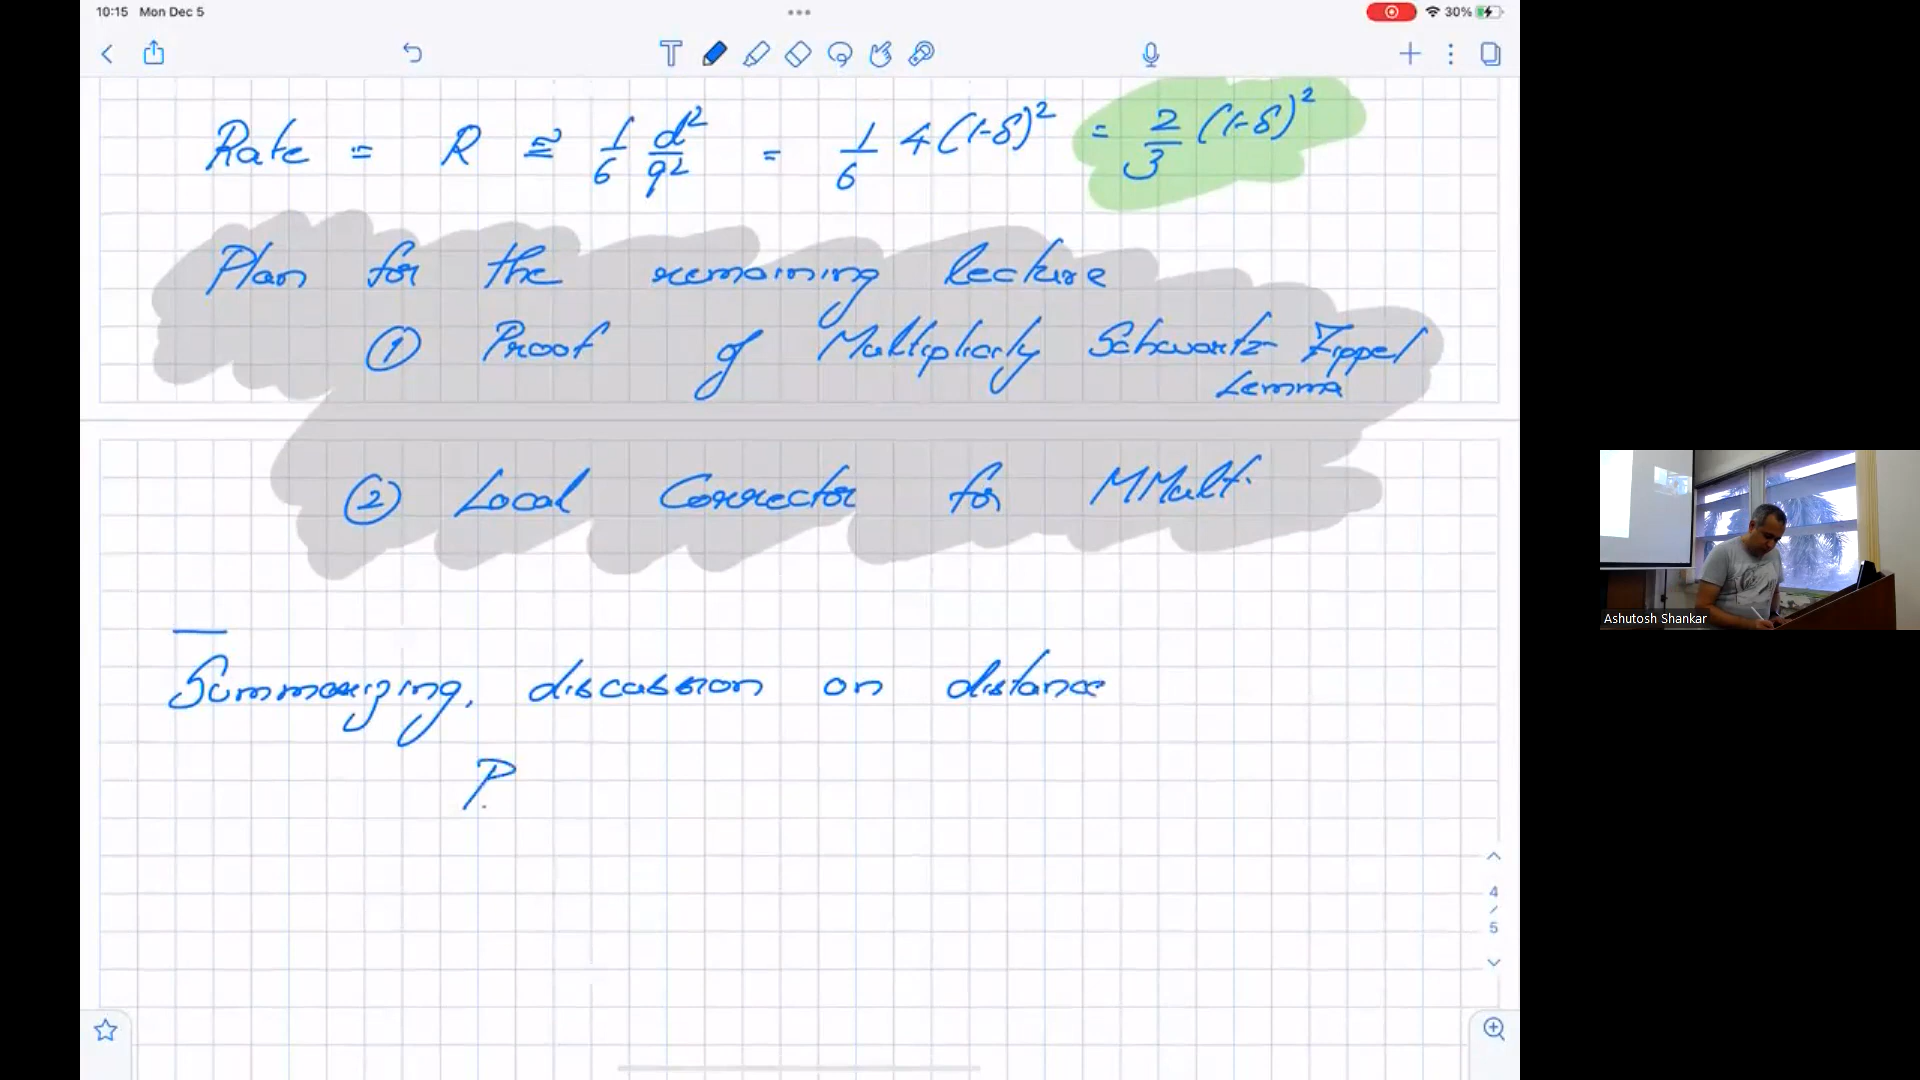 10:15 Mon Dec 5
30%
Rate = R ≅ 1/6 d²/q² = 1/6 4(1-δ)² = 2/3 (1-δ)²
Plan for the remaining lecture
① Proof of Multiplicity Schwartz-Zippel
Lemma
② Local Corrector for MMult.
Summarizing, discussion on distance
P
4
/
5
Ashutosh Shankar